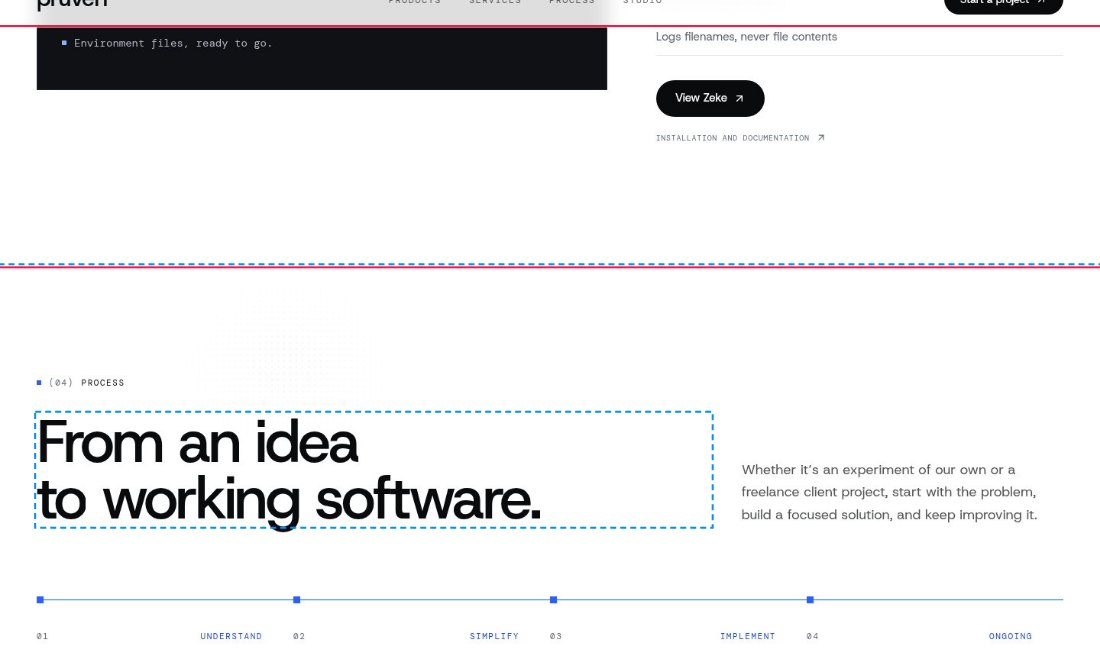 pruven
PRODUCTS SERVICES PROCESS STUDIO
Start a project
Environment files, ready to go.
Logs filenames, never file contents
View Zeke
INSTALLATION AND DOCUMENTATION
(04) PROCESS
From an idea
to working software.
Whether it's an experiment of our own or a
freelance client project, start with the problem,
build a focused solution, and keep improving it.
01 UNDERSTAND 02 SIMPLIFY 03 IMPLEMENT 04 ONGOING